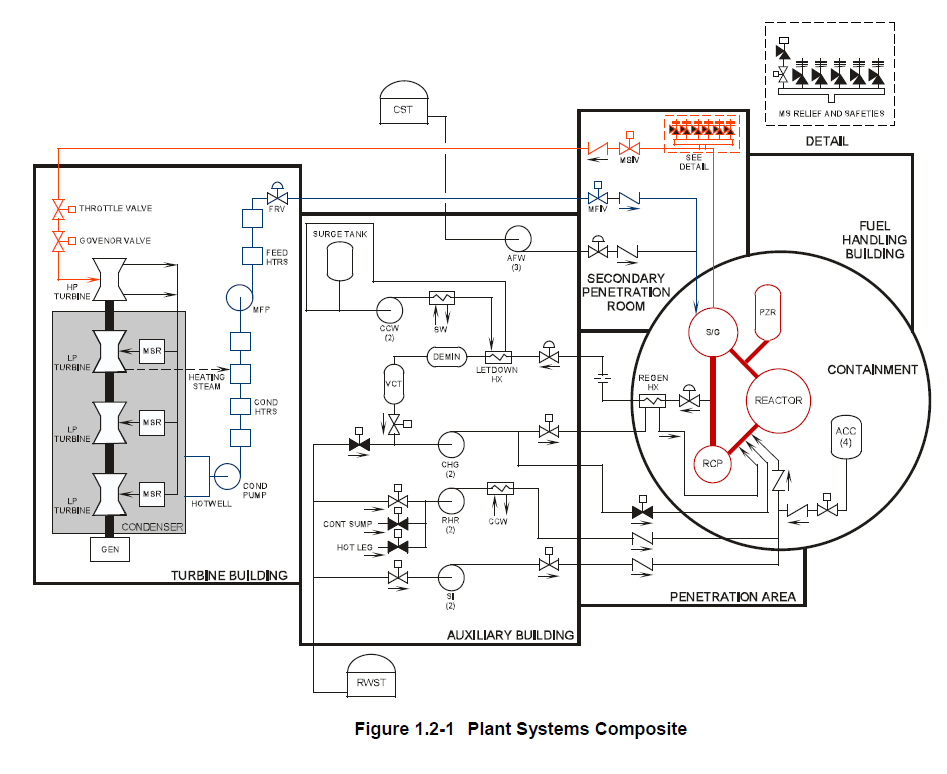 CST
MS RELIEF AND SAFETIES
DETAIL
MSIV
SEE
DETAIL
THROTTLE VALVE
GOVENOR VALVE
FRV
MFIV
FUEL
HANDLING
BUILDING
SURGE TANK
FEED
HTRS
AFW
(3)
SECONDARY
PENETRATION
ROOM
HP
TURBINE
MFP
CCW
(2)
SW
S/G
PZR
LP
TURBINE
MSR
HEATING
STEAM
DEMIN
LETDOWN
HX
VCT
REGEN
HX
CONTAINMENT
REACTOR
COND
HTRS
LP
TURBINE
MSR
ACC
(4)
CHG
(2)
RCP
LP
TURBINE
MSR
HOTWELL
COND
PUMP
CONDENSER
RHR
(2)
CCW
CONT SUMP
HOT LEG
GEN
TURBINE BUILDING
SI
(2)
PENETRATION AREA
AUXILIARY BUILDING
RWST
Figure 1.2-1 Plant Systems Composite